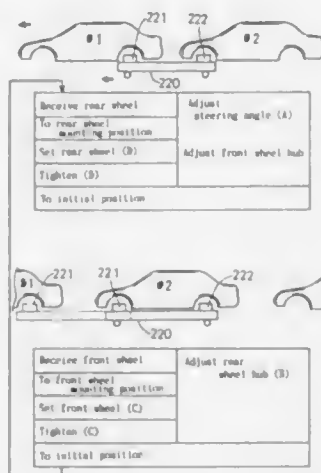 221
222
#1
#2
220
Receive rear wheel
Adjust
steering angle (A)
To rear wheel
mounting position
Set rear wheel (D)
Adjust front wheel hub
Tighten (D)
To initial position
#1
221
221
222
#2
220
Receive front wheel
Adjust rear
wheel hub (B)
To front wheel
mounting position
Set front wheel (C)
Tighten (C)
To initial position